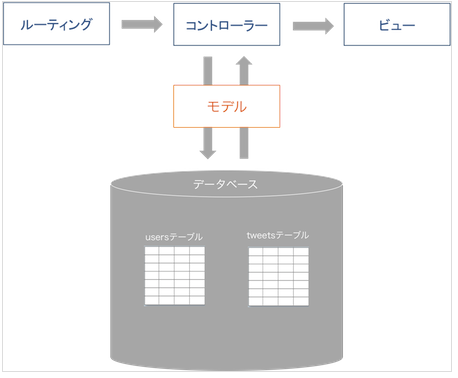 ルーティング
コントローラー
ビュー
モデル
データベース
usersテーブル
tweetsテーブル